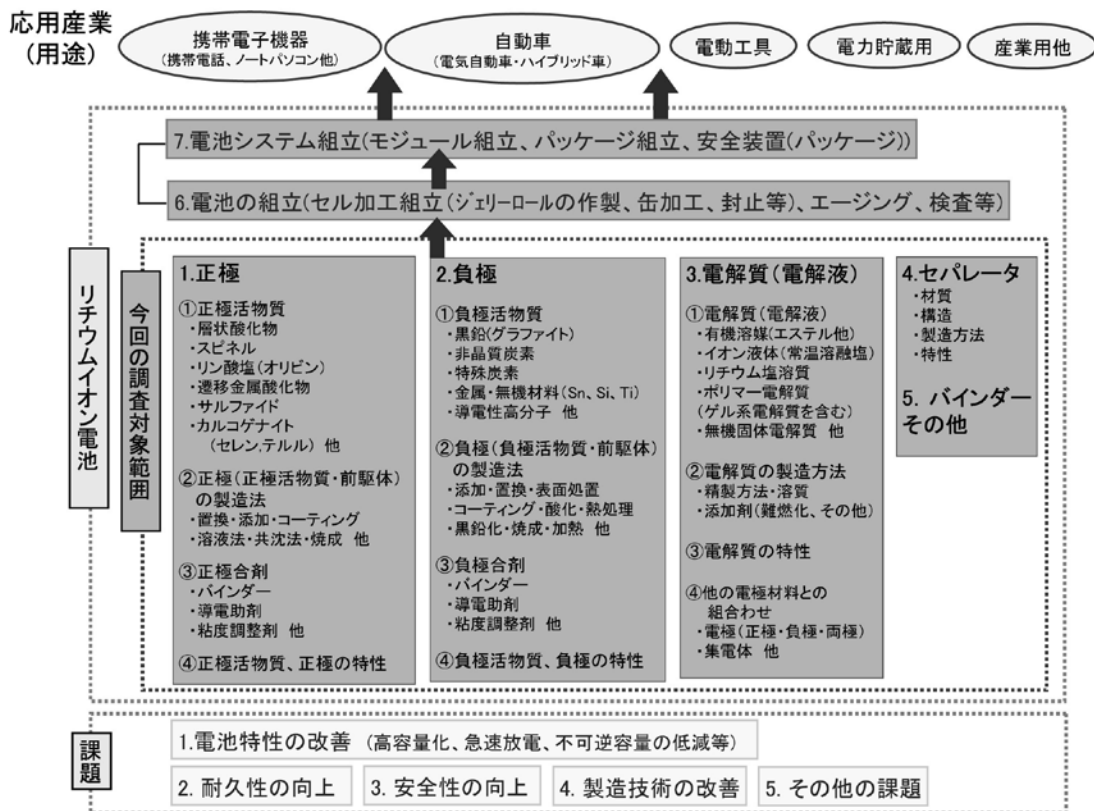 応用産業
(用途)
携帯電子機器
(携帯電話、ノートパソコン他)
自動車
(電気自動車・ハイブリッド車)
電動工具
電力貯蔵用
産業用他
7.電池システム組立(モジュール組立、パッケージ組立、安全装置(パッケージ))
6.電池の組立(セル加工組立(ｼﾞｪﾘｰﾛｰﾙの作製、缶加工、封止等)、エージング、検査等)
リチウムイオン電池
今回の調査対象範囲
1.正極
①正極活物質
・層状酸化物
・スピネル
・リン酸塩(オリビン)
・遷移金属酸化物
・サルファイド
・カルコゲナイト
(セレン,テルル) 他
②正極(正極活物質・前駆体)
の製造法
・置換・添加・コーティング
・溶液法・共沈法・焼成 他
③正極合剤
・バインダー
・導電助剤
・粘度調整剤 他
④正極活物質、正極の特性
2.負極
①負極活物質
・黒鉛(グラファイト)
・非晶質炭素
・特殊炭素
・金属・無機材料(Sn、Si、Ti)
・導電性高分子 他
②負極(負極活物質・前駆体)
の製造法
・添加・置換・表面処置
・コーティング・酸化・熱処理
・黒鉛化・焼成・加熱 他
③負極合剤
・バインダー
・導電助剤
・粘度調整剤 他
④負極活物質、負極の特性
3.電解質(電解液)
①電解質(電解液)
・有機溶媒(エステル他)
・イオン液体(常温溶融塩)
・リチウム塩溶質
・ポリマー電解質
(ゲル系電解質を含む)
・無機固体電解質 他
②電解質の製造方法
・精製方法・溶質
・添加剤(難燃化、その他)
③電解質の特性
④他の電極材料との
組合わせ
・電極(正極・負極・両極)
・集電体 他
4.セパレータ
・材質
・構造
・製造方法
・特性
5. バインダー
その他
課題
1.電池特性の改善 (高容量化、急速放電、不可逆容量の低減等)
2. 耐久性の向上
3. 安全性の向上
4. 製造技術の改善
5. その他の課題